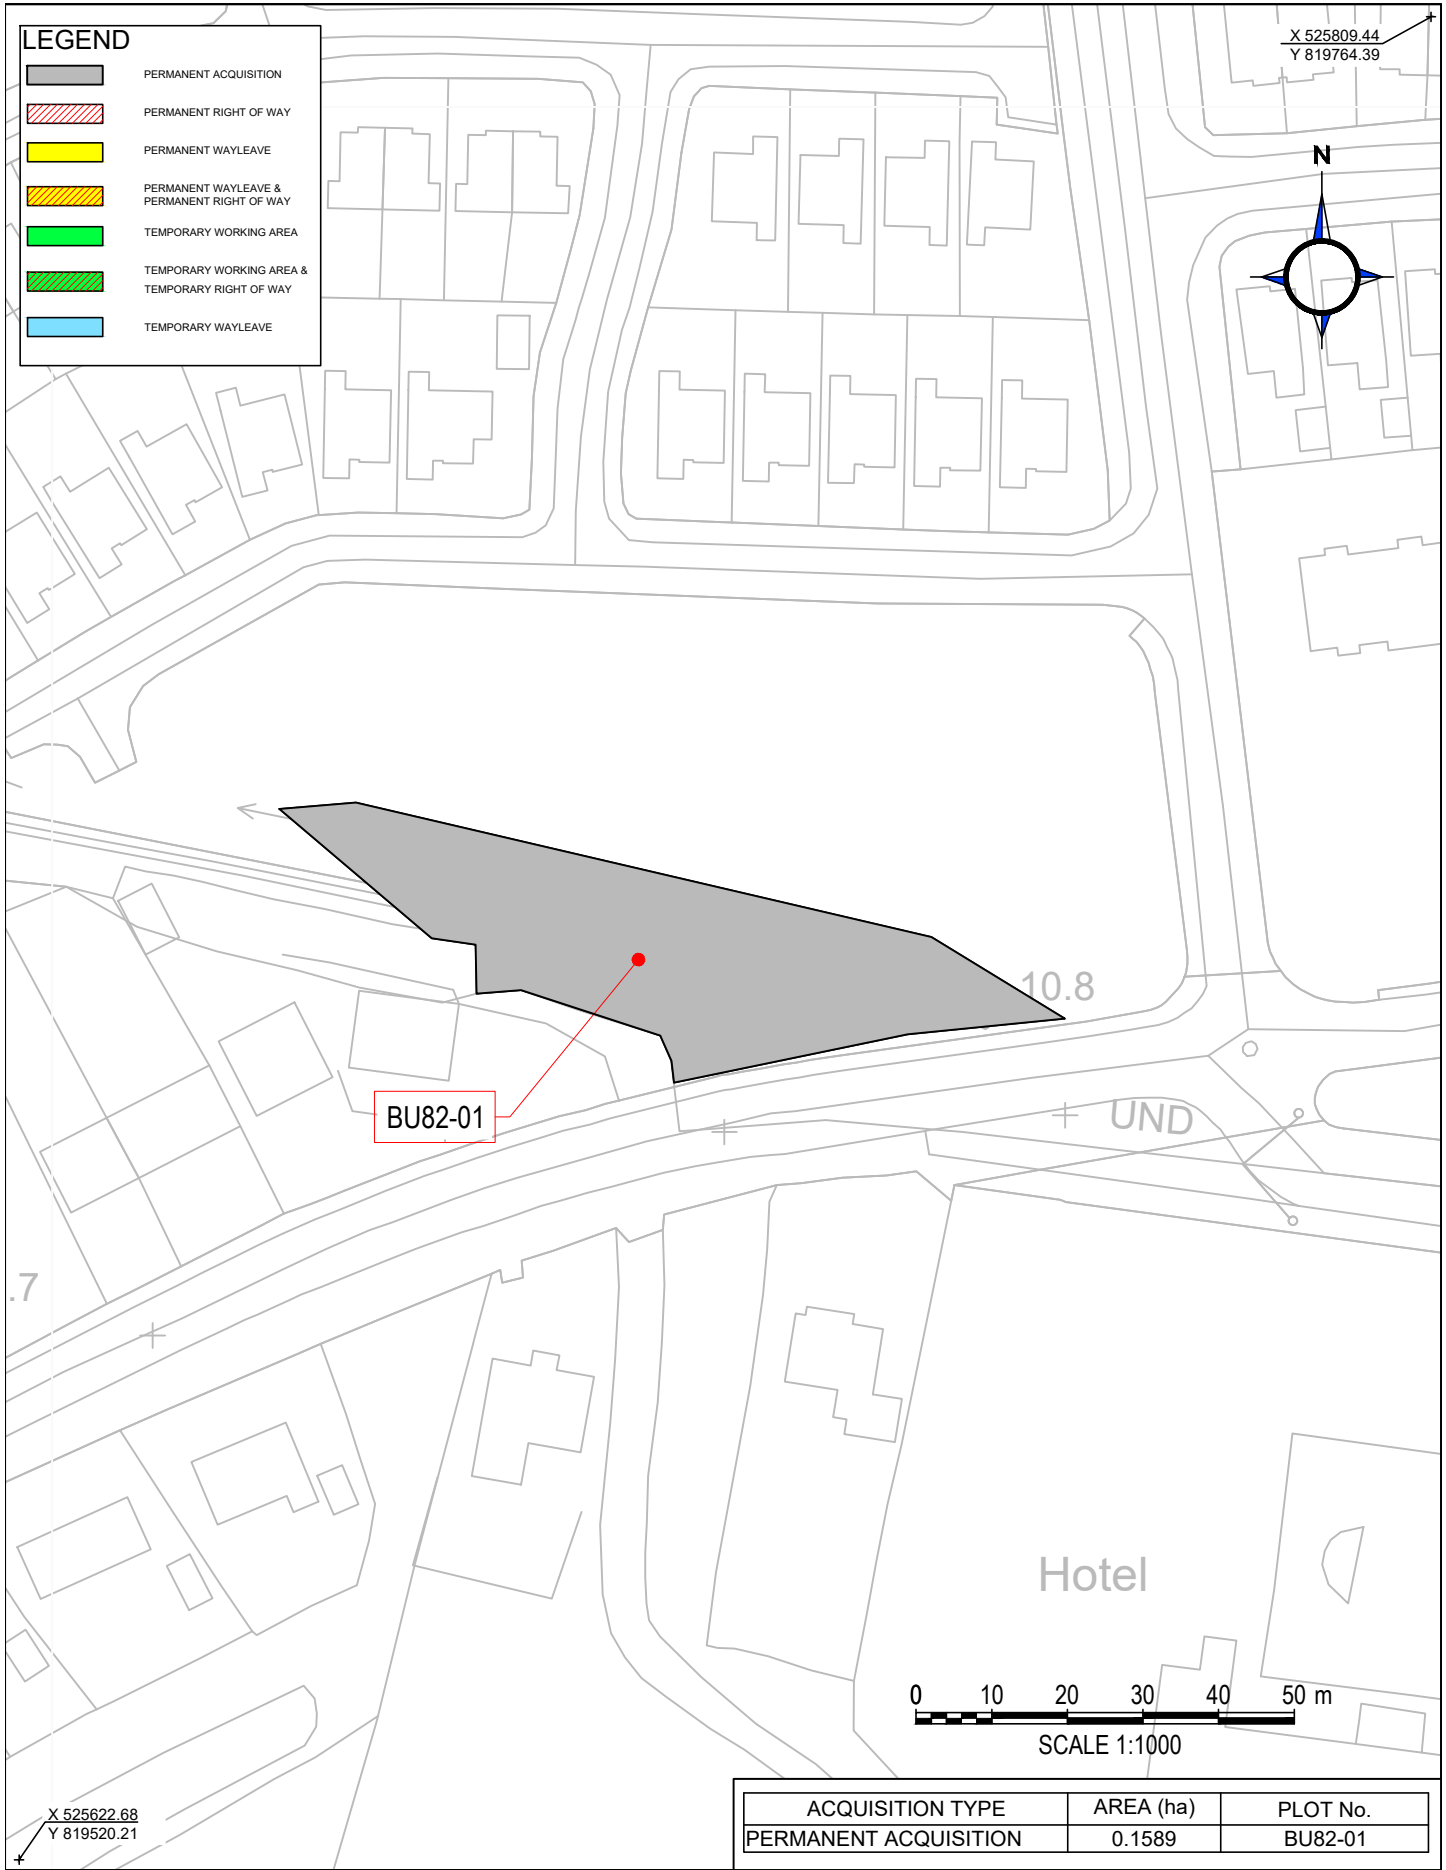 LEGEND
PERMANENT ACQUISITION
PERMANENT RIGHT OF WAY
PERMANENT WAYLEAVE
PERMANENT WAYLEAVE &
PERMANENT RIGHT OF WAY
TEMPORARY WORKING AREA
TEMPORARY WORKING AREA &
TEMPORARY RIGHT OF WAY
TEMPORARY WAYLEAVE
X 525809.44
Y 819764.39
N
10.8
BU82-01
UND
.7
Hotel
0 10 20 30 40 50 m
SCALE 1:1000
X 525622.68
Y 819520.21
ACQUISITION TYPE AREA (ha) PLOT No.
PERMANENT ACQUISITION 0.1589 BU82-01